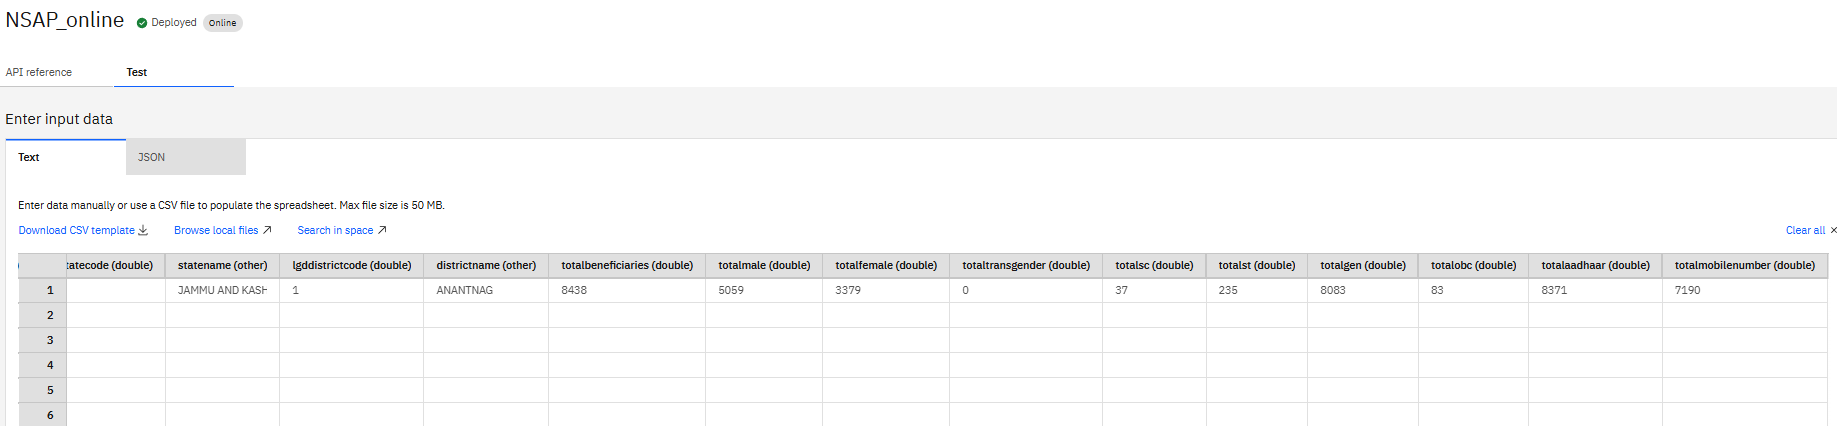 NSAP_online Deployed Online
API reference Test
Enter input data
Text JSON
Enter data manually or use a CSV file to populate the spreadsheet. Max file size is 50 MB.
Download CSV template Browse local files Search in space Clear all ×
tatecode (double) statename (other) lgddistrictcode (double) districtname (other) totalbeneficiaries (double) totalmale (double) totalfemale (double) totaltransgender (double) totalsc (double) totalst (double) totalgen (double) totalobc (double) totalaadhaar (double) totalmobilenumber (double)
1 JAMMU AND KASH 1 ANANTNAG 8438 5059 3379 0 37 235 8083 83 8371 7190
2
3
4
5
6